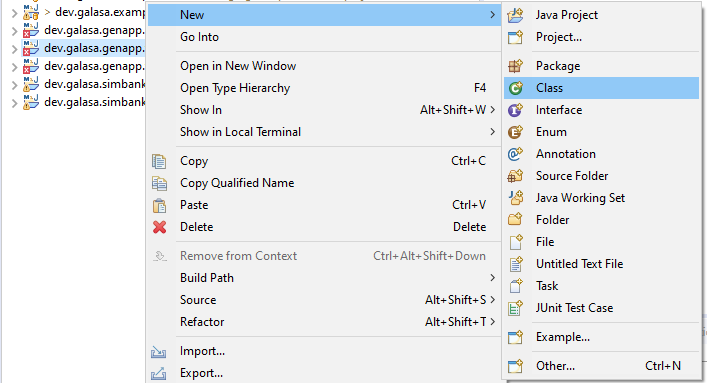 > dev.galasa.examp
dev.galasa.genapp.
dev.galasa.genapp.
dev.galasa.genapp.
dev.galasa.simbank
dev.galasa.simbank
New
Go Into
Open in New Window
Open Type Hierarchy F4
Show In Alt+Shift+W >
Show in Local Terminal >
Copy Ctrl+C
Copy Qualified Name
Paste Ctrl+V
Delete Delete
Remove from Context Ctrl+Alt+Shift+Down
Build Path >
Source Alt+Shift+S >
Refactor Alt+Shift+T >
Import...
Export...
Java Project
Project...
Package
Class
Interface
Enum
Annotation
Source Folder
Java Working Set
Folder
File
Untitled Text File
Task
JUnit Test Case
Example...
Other... Ctrl+N